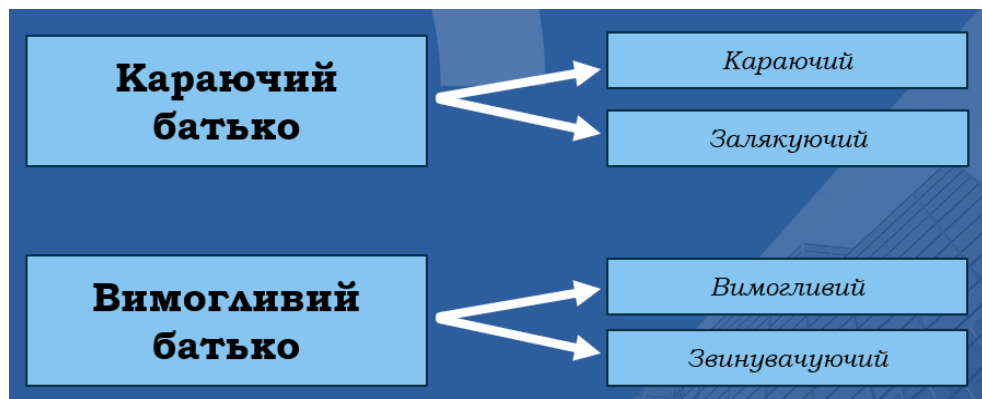 Караючий
батько
Караючий
Залякуючий
Вимогливий
батько
Вимогливий
Звинувачуючий